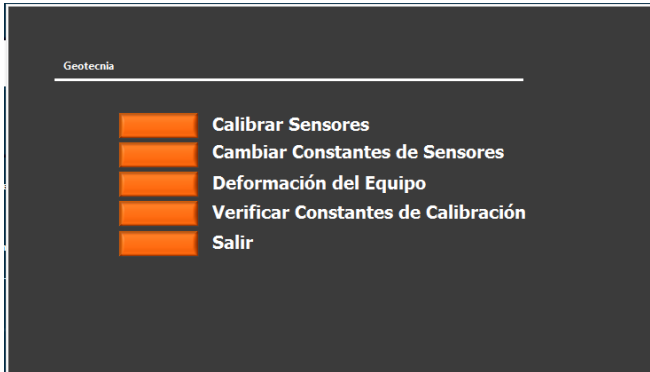 Geotecnia
Calibrar Sensores
Cambiar Constantes de Sensores
Deformación del Equipo
Verificar Constantes de Calibración
Salir